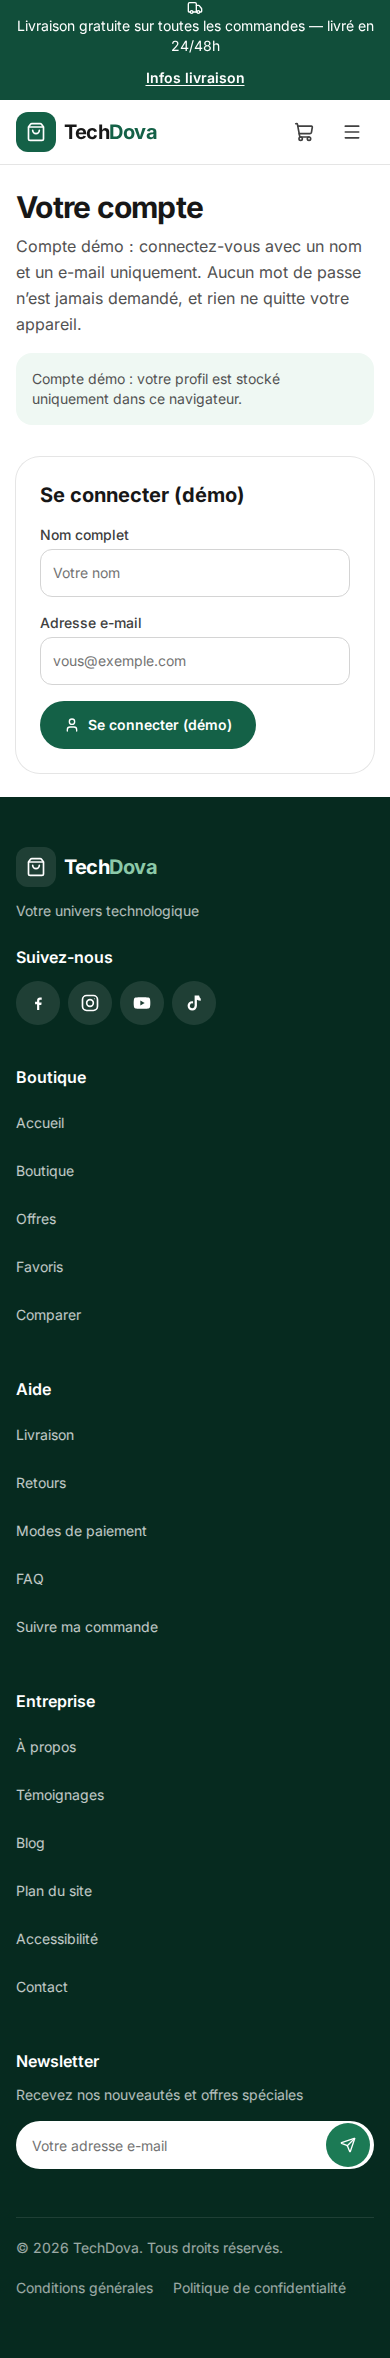 Livraison gratuite sur toutes les commandes — livré en
24/48h
Infos livraison
TechDova
Votre compte
Compte démo : connectez-vous avec un nom
et un e-mail uniquement. Aucun mot de passe
n’est jamais demandé, et rien ne quitte votre
appareil.
Compte démo : votre profil est stocké
uniquement dans ce navigateur.
Se connecter (démo)
Nom complet
Votre nom
Adresse e-mail
vous@exemple.com
Se connecter (démo)
TechDova
Votre univers technologique
Suivez-nous
Boutique
Accueil
Boutique
Offres
Favoris
Comparer
Aide
Livraison
Retours
Modes de paiement
FAQ
Suivre ma commande
Entreprise
À propos
Témoignages
Blog
Plan du site
Accessibilité
Contact
Newsletter
Recevez nos nouveautés et offres spéciales
Votre adresse e-mail
© 2026 TechDova. Tous droits réservés.
Conditions générales Politique de confidentialité